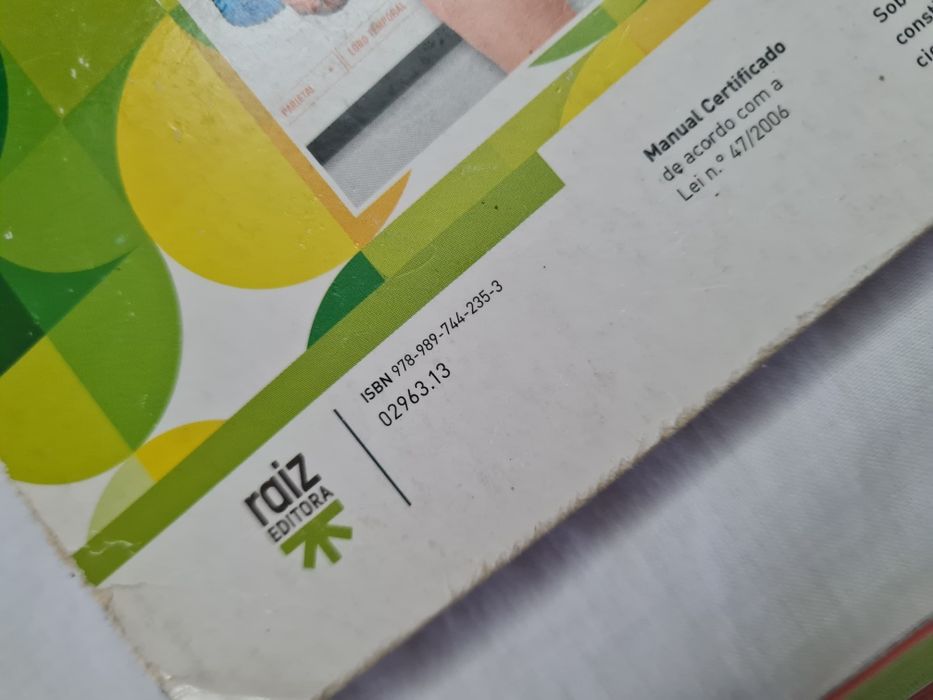 PARIETAL
LOBO TEMPORAL
Manual Certificado
de acordo com a
Lei n.º 47/2006
ISBN 978-989-744-235-3
02963.13
raiz
EDITORA